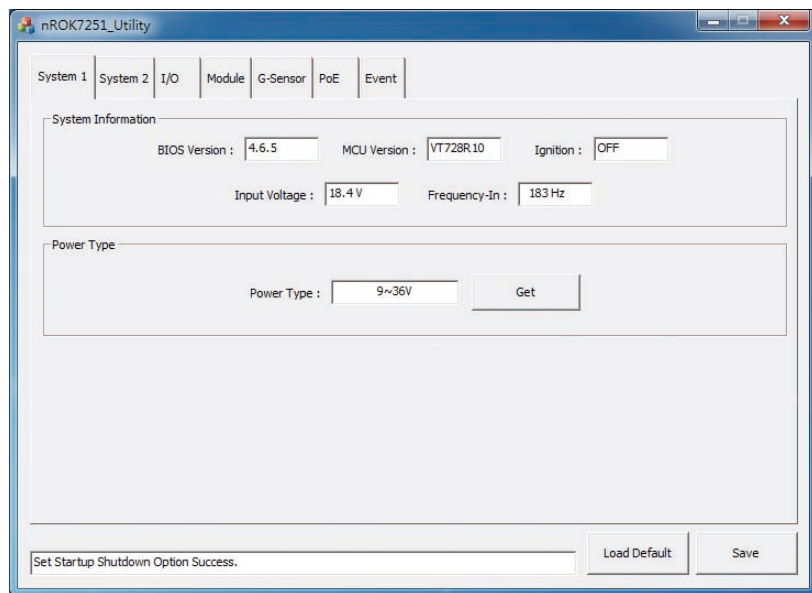 nROK7251_Utility
System 1 System 2 I/O Module G-Sensor PoE Event
System Information
BIOS Version : 4.6.5 MCU Version : VT728R10 Ignition : OFF
Input Voltage : 18.4 V Frequency-In : 183 Hz
Power Type
Power Type : 9~36V Get
Load Default Save
Set Startup Shutdown Option Success.